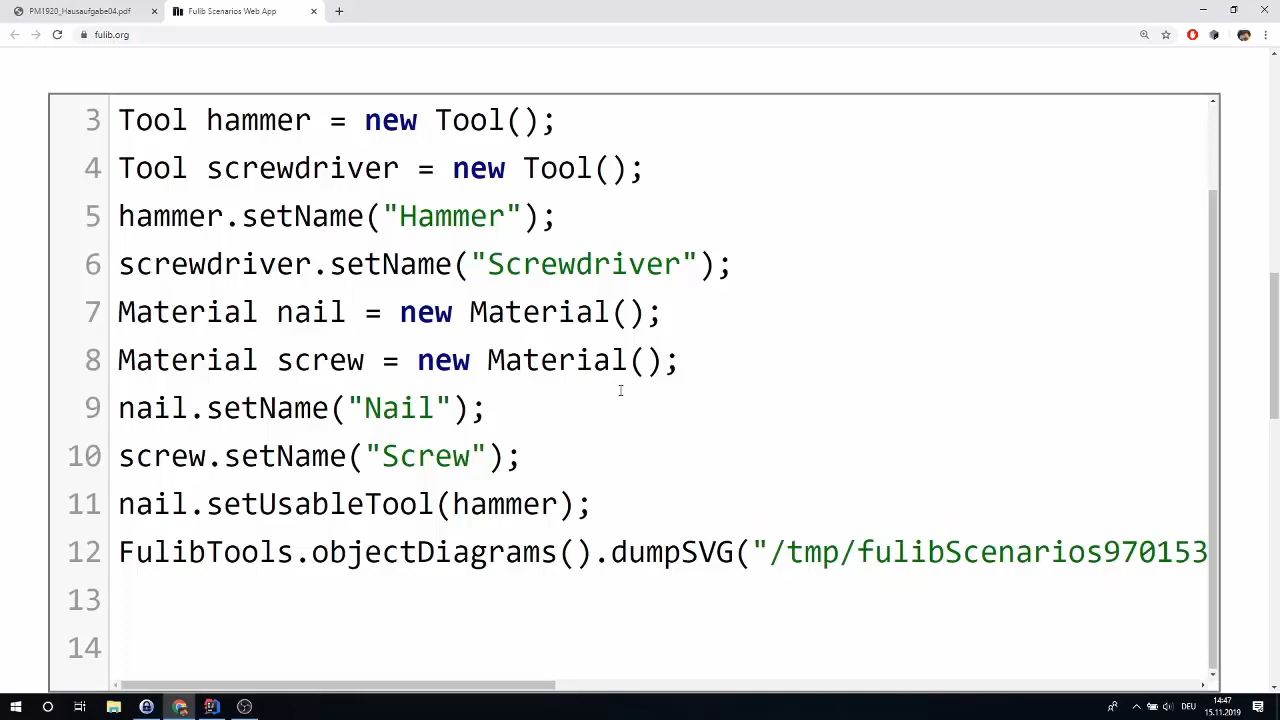 PM1920_Hausaufgabe04.pdf
Fulib Scenarios Web App
fulib.org
3 Tool hammer = new Tool();
4 Tool screwdriver = new Tool();
5 hammer.setName("Hammer");
6 screwdriver.setName("Screwdriver");
7 Material nail = new Material();
8 Material screw = new Material();
9 nail.setName("Nail");
10 screw.setName("Screw");
11 nail.setUsableTool(hammer);
12 FulibTools.objectDiagrams().dumpSVG("/tmp/fulibScenarios970153
13
14
DEU
14:47
15.11.2019